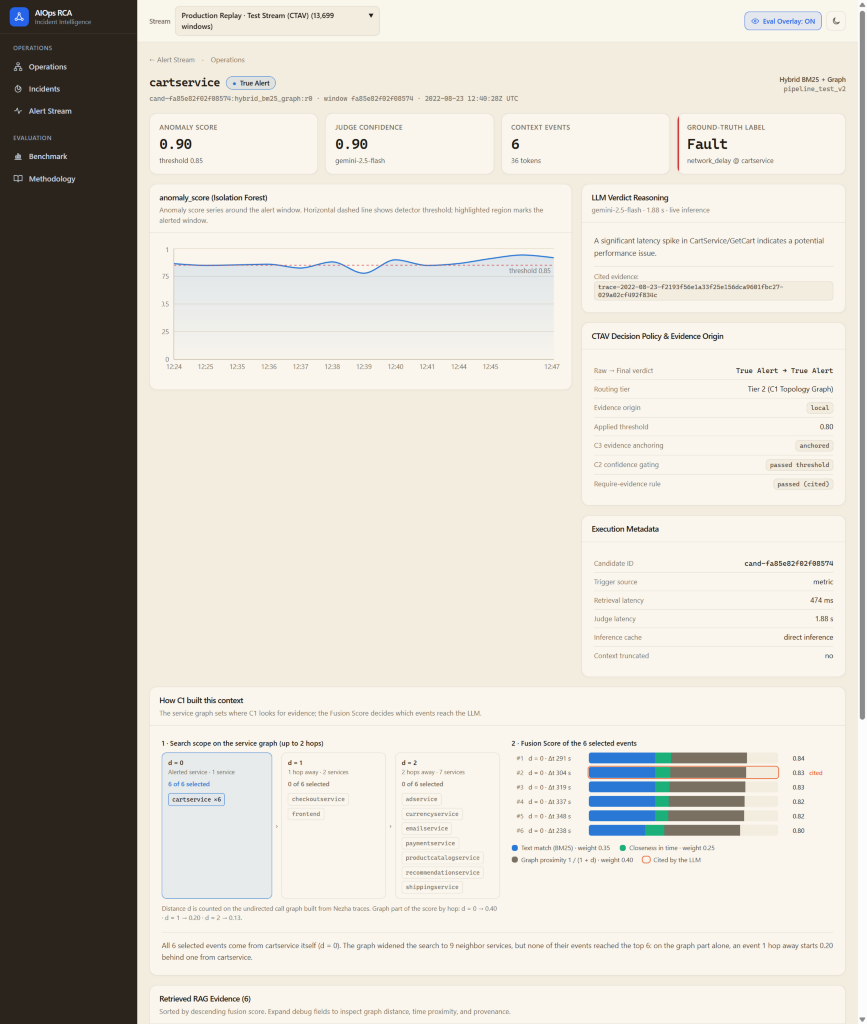 AIOps RCA
Incident Intelligence
OPERATIONS
Operations
Incidents
Alert Stream
EVALUATION
Benchmark
Methodology
Stream
Production Replay · Test Stream (CTAV) (13,699 windows)
Eval Overlay: ON
← Alert Stream · Operations
cartservice
True Alert
cand-fa85e82f02f08574:hybrid_bm25_graph:r0 · window fa85e82f02f08574 · 2022-08-23 12:40:28Z UTC
Hybrid BM25 + Graph
pipeline_test_v2
ANOMALY SCORE
0.90
threshold 0.85
JUDGE CONFIDENCE
0.90
gemini-2.5-flash
CONTEXT EVENTS
6
36 tokens
GROUND-TRUTH LABEL
Fault
network_delay @ cartservice
anomaly_score (Isolation Forest)
Anomaly score series around the alert window. Horizontal dashed line shows detector threshold; highlighted region marks the
alerted window.
1
75
3.5
25
0
threshold 0.85
12:24 12:25 12:35 12:36 12:37 12:38 12:39 12:40 12:41 12:44 12:45 12:47
LLM Verdict Reasoning
gemini-2.5-flash · 1.88 s · live inference
A significant latency spike in CartService/GetCart indicates a potential
performance issue.
Cited evidence:
CTAV Decision Policy & Evidence Origin
Raw → Final verdict True Alert → True Alert
Routing tier Tier 2 (C1 Topology Graph)
Evidence origin local
Applied threshold 0.80
C3 evidence anchoring anchored
C2 confidence gating passed threshold
Require-evidence rule passed (cited)
Execution Metadata
Candidate ID cand-fa85e82f02f08574
Trigger source metric
Retrieval latency 474 ms
Judge latency 1.88 s
Inference cache direct inference
Context truncated no
How C1 built this context
The service graph sets where C1 looks for evidence; the Fusion Score decides which events reach the LLM.
1 · Search scope on the service graph (up to 2 hops)
d = 0
Alerted service · 1 service
6 of 6 selected
cartservice ×6
›
d = 1
1 hop away · 2 services
0 of 6 selected
checkoutservice
frontend
›
d = 2
2 hops away · 7 services
0 of 6 selected
adservice
currencyservice
emailservice
paymentservice
productcatalogservice
recommendationservice
shippingservice
Distance d is counted on the undirected call graph built from Nezha traces. Graph part of the score by hop: d = 0 → 0.40
· d = 1 → 0.20 · d = 2 → 0.13.
2 · Fusion Score of the 6 selected events
#1 d = 0 · Δt 291 s 0.84
#2 d = 0 · Δt 304 s 0.83 cited
#3 d = 0 · Δt 319 s 0.83
#4 d = 0 · Δt 337 s 0.82
#5 d = 0 · Δt 348 s 0.82
#6 d = 0 · Δt 238 s 0.80
Text match (BM25) · weight 0.35 Closeness in time · weight 0.25
Graph proximity 1 / (1 + d) · weight 0.40 Cited by the LLM
All 6 selected events come from cartservice itself (d = 0). The graph widened the search to 9 neighbor services, but none of their events reached the top 6: on the graph part alone, an event 1 hop away starts 0.20
behind one from cartservice.
Retrieved RAG Evidence (6)
Sorted by descending fusion score. Expand debug fields to inspect graph distance, time proximity, and provenance.